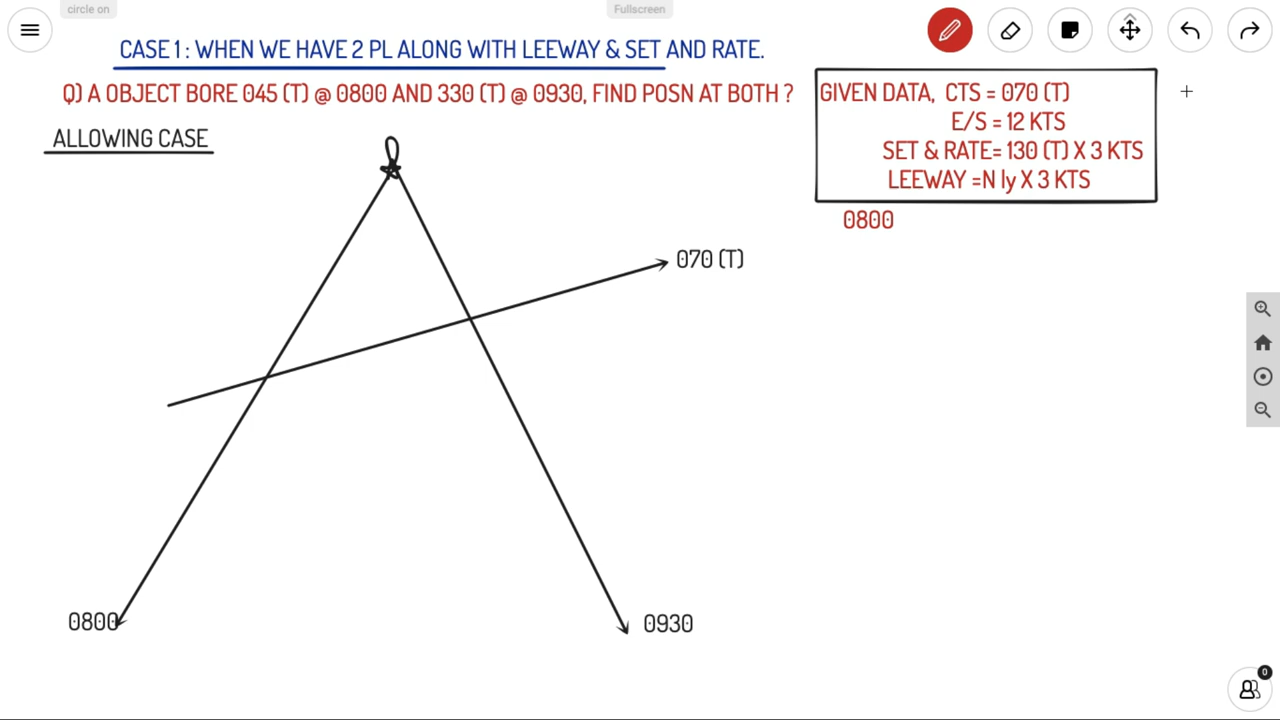 circle on
Fullscreen
CASE 1 : WHEN WE HAVE 2 PL ALONG WITH LEEWAY & SET AND RATE.
Q) A OBJECT BORE 045 (T) @ 0800 AND 330 (T) @ 0930, FIND POSN AT BOTH ?
GIVEN DATA, CTS = 070 (T)
E/S = 12 KTS
SET & RATE= 130 (T) X 3 KTS
LEEWAY =N ly X 3 KTS
ALLOWING CASE
0800
070 (T)
0800
0930
0